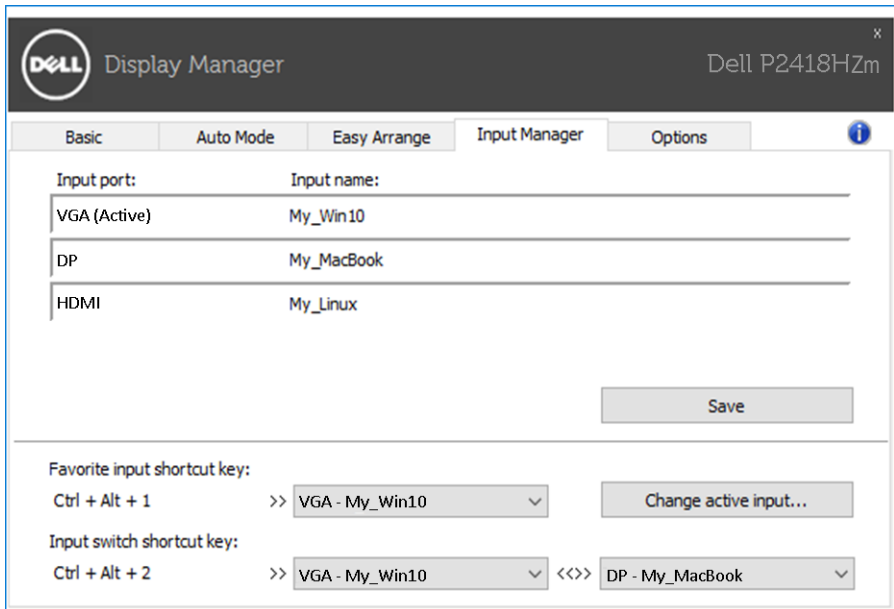 DELL Display Manager Dell P2418HZm x
Basic Auto Mode Easy Arrange Input Manager Options i
Input port: Input name:
VGA (Active) My_Win10
DP My_MacBook
HDMI My_Linux
Save
Favorite input shortcut key:
Ctrl + Alt + 1 >> VGA - My_Win10 Change active input...
Input switch shortcut key:
Ctrl + Alt + 2 >> VGA - My_Win10 <<>> DP - My_MacBook